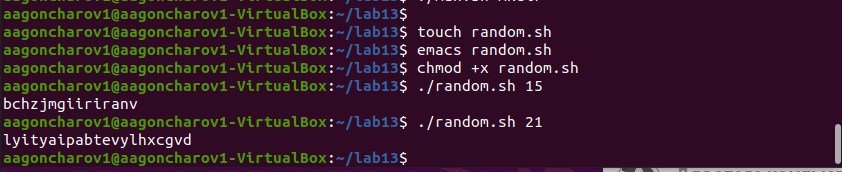 aagoncharov1@aagoncharov1-VirtualBox:~/lab13$
aagoncharov1@aagoncharov1-VirtualBox:~/lab13$ touch random.sh
aagoncharov1@aagoncharov1-VirtualBox:~/lab13$ emacs random.sh
aagoncharov1@aagoncharov1-VirtualBox:~/lab13$ chmod +x random.sh
aagoncharov1@aagoncharov1-VirtualBox:~/lab13$ ./random.sh 15
bchzjmgiiriranv
aagoncharov1@aagoncharov1-VirtualBox:~/lab13$ ./random.sh 21
lyityaipabtevylhxcgvd
aagoncharov1@aagoncharov1-VirtualBox:~/lab13$